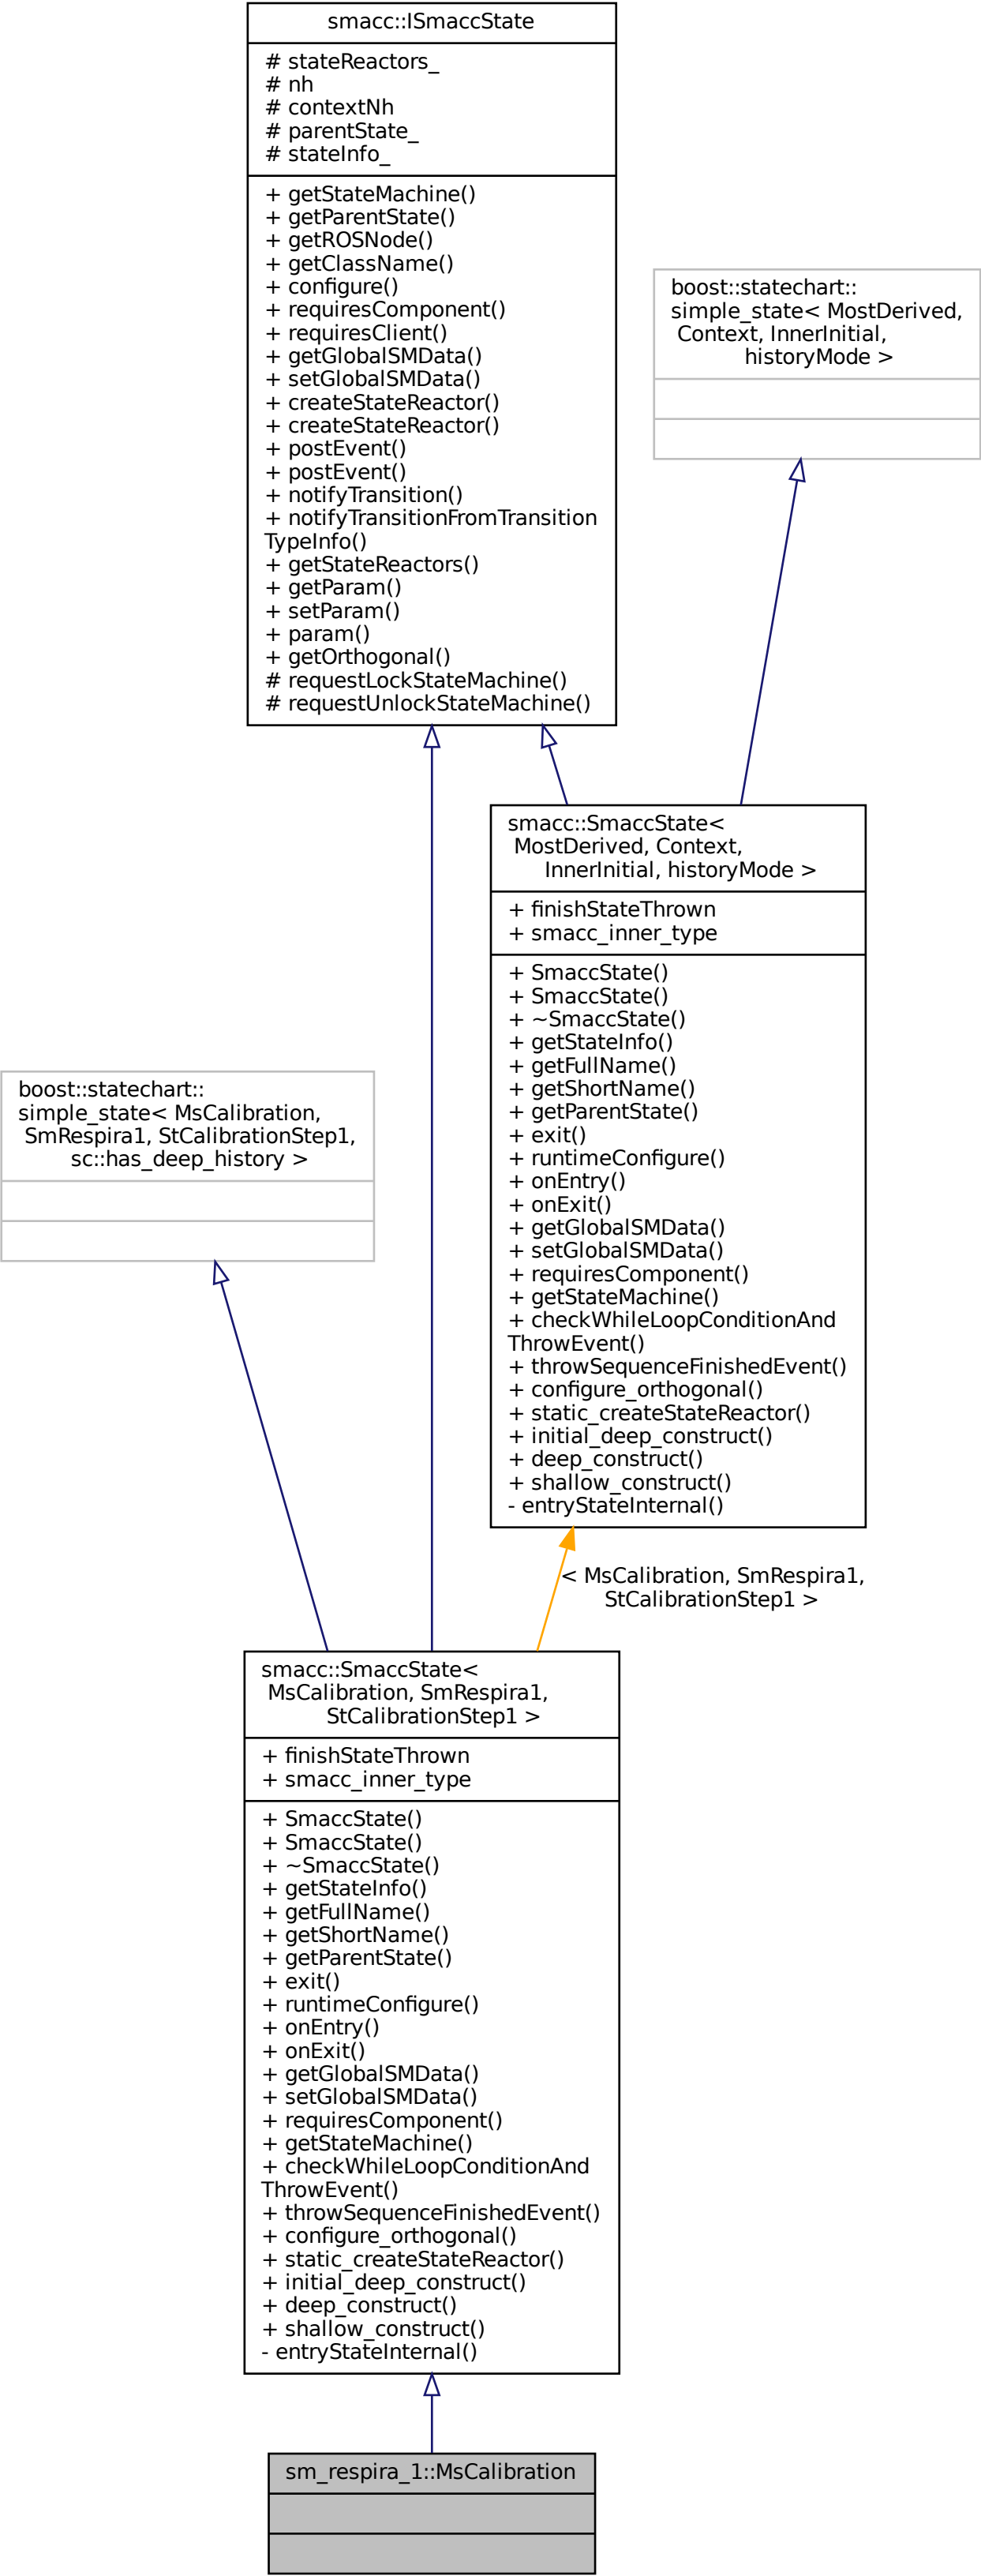 smacc::ISmaccState
# stateReactors_
# nh
# contextNh
# parentState_
# stateInfo_
+ getStateMachine()
+ getParentState()
+ getROSNode()
+ getClassName()
+ configure()
+ requiresComponent()
+ requiresClient()
+ getGlobalSMData()
+ setGlobalSMData()
+ createStateReactor()
+ createStateReactor()
+ postEvent()
+ postEvent()
+ notifyTransition()
+ notifyTransitionFromTransition
TypeInfo()
+ getStateReactors()
+ getParam()
+ setParam()
+ param()
+ getOrthogonal()
# requestLockStateMachine()
# requestUnlockStateMachine()
boost::statechart::
simple_state< MostDerived,
Context, InnerInitial,
historyMode >
smacc::SmaccState<
MostDerived, Context,
InnerInitial, historyMode >
+ finishStateThrown
+ smacc_inner_type
+ SmaccState()
+ SmaccState()
+ ~SmaccState()
+ getStateInfo()
+ getFullName()
+ getShortName()
+ getParentState()
+ exit()
+ runtimeConfigure()
+ onEntry()
+ onExit()
+ getGlobalSMData()
+ setGlobalSMData()
+ requiresComponent()
+ getStateMachine()
+ checkWhileLoopConditionAnd
ThrowEvent()
+ throwSequenceFinishedEvent()
+ configure_orthogonal()
+ static_createStateReactor()
+ initial_deep_construct()
+ deep_construct()
+ shallow_construct()
- entryStateInternal()
boost::statechart::
simple_state< MsCalibration,
SmRespira1, StCalibrationStep1,
sc::has_deep_history >
< MsCalibration, SmRespira1,
StCalibrationStep1 >
smacc::SmaccState<
MsCalibration, SmRespira1,
StCalibrationStep1 >
+ finishStateThrown
+ smacc_inner_type
+ SmaccState()
+ SmaccState()
+ ~SmaccState()
+ getStateInfo()
+ getFullName()
+ getShortName()
+ getParentState()
+ exit()
+ runtimeConfigure()
+ onEntry()
+ onExit()
+ getGlobalSMData()
+ setGlobalSMData()
+ requiresComponent()
+ getStateMachine()
+ checkWhileLoopConditionAnd
ThrowEvent()
+ throwSequenceFinishedEvent()
+ configure_orthogonal()
+ static_createStateReactor()
+ initial_deep_construct()
+ deep_construct()
+ shallow_construct()
- entryStateInternal()
sm_respira_1::MsCalibration